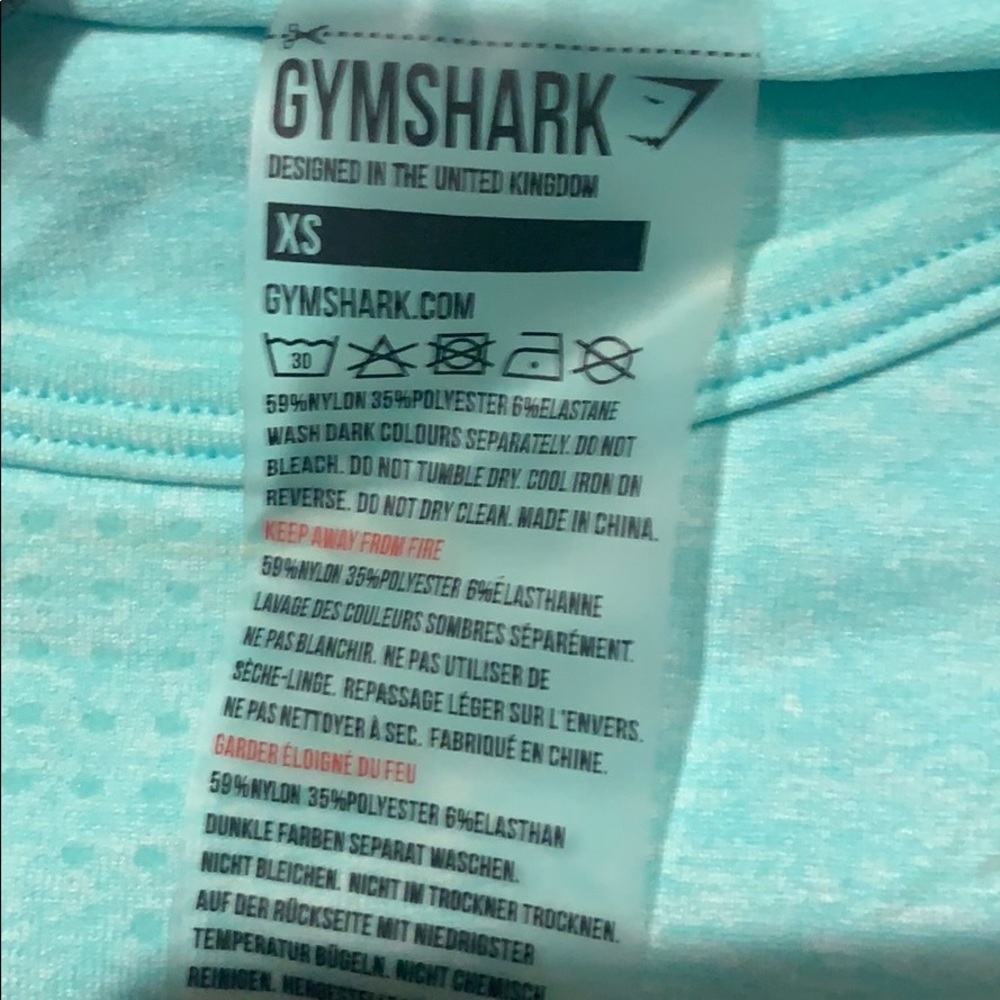 GYMSHARK
DESIGNED IN THE UNITED KINGDOM
XS
GYMSHARK.COM
30
59%NYLON 35%POLYESTER 6%ELASTANE
WASH DARK COLOURS SEPARATELY. DO NOT
BLEACH. DO NOT TUMBLE DRY. COOL IRON ON
REVERSE. DO NOT DRY CLEAN. MADE IN CHINA.
KEEP AWAY FROM FIRE
59%NYLON 35%POLYESTER 6%ÉLASTHANNE
LAVAGE DES COULEURS SOMBRES SÉPARÉMENT.
NE PAS BLANCHIR. NE PAS UTILISER DE
SÈCHE-LINGE. REPASSAGE LÉGER SUR L'ENVERS.
NE PAS NETTOYER À SEC. FABRIQUÉ EN CHINE.
GARDER ÉLOIGNÉ DU FEU
59%NYLON 35%POLYESTER 6%ELASTHAN
DUNKLE FARBEN SEPARAT WASCHEN.
NICHT BLEICHEN. NICHT IM TROCKNER TROCKNEN.
AUF DER RÜCKSEITE MIT NIEDRIGSTER
TEMPERATUR BÜGELN. NICHT CHEMISCH
REINIGEN.